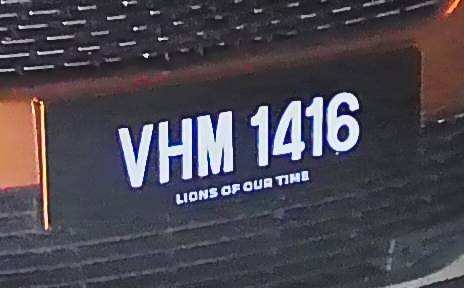 VHM 1416
LIONS OF OUR TIME